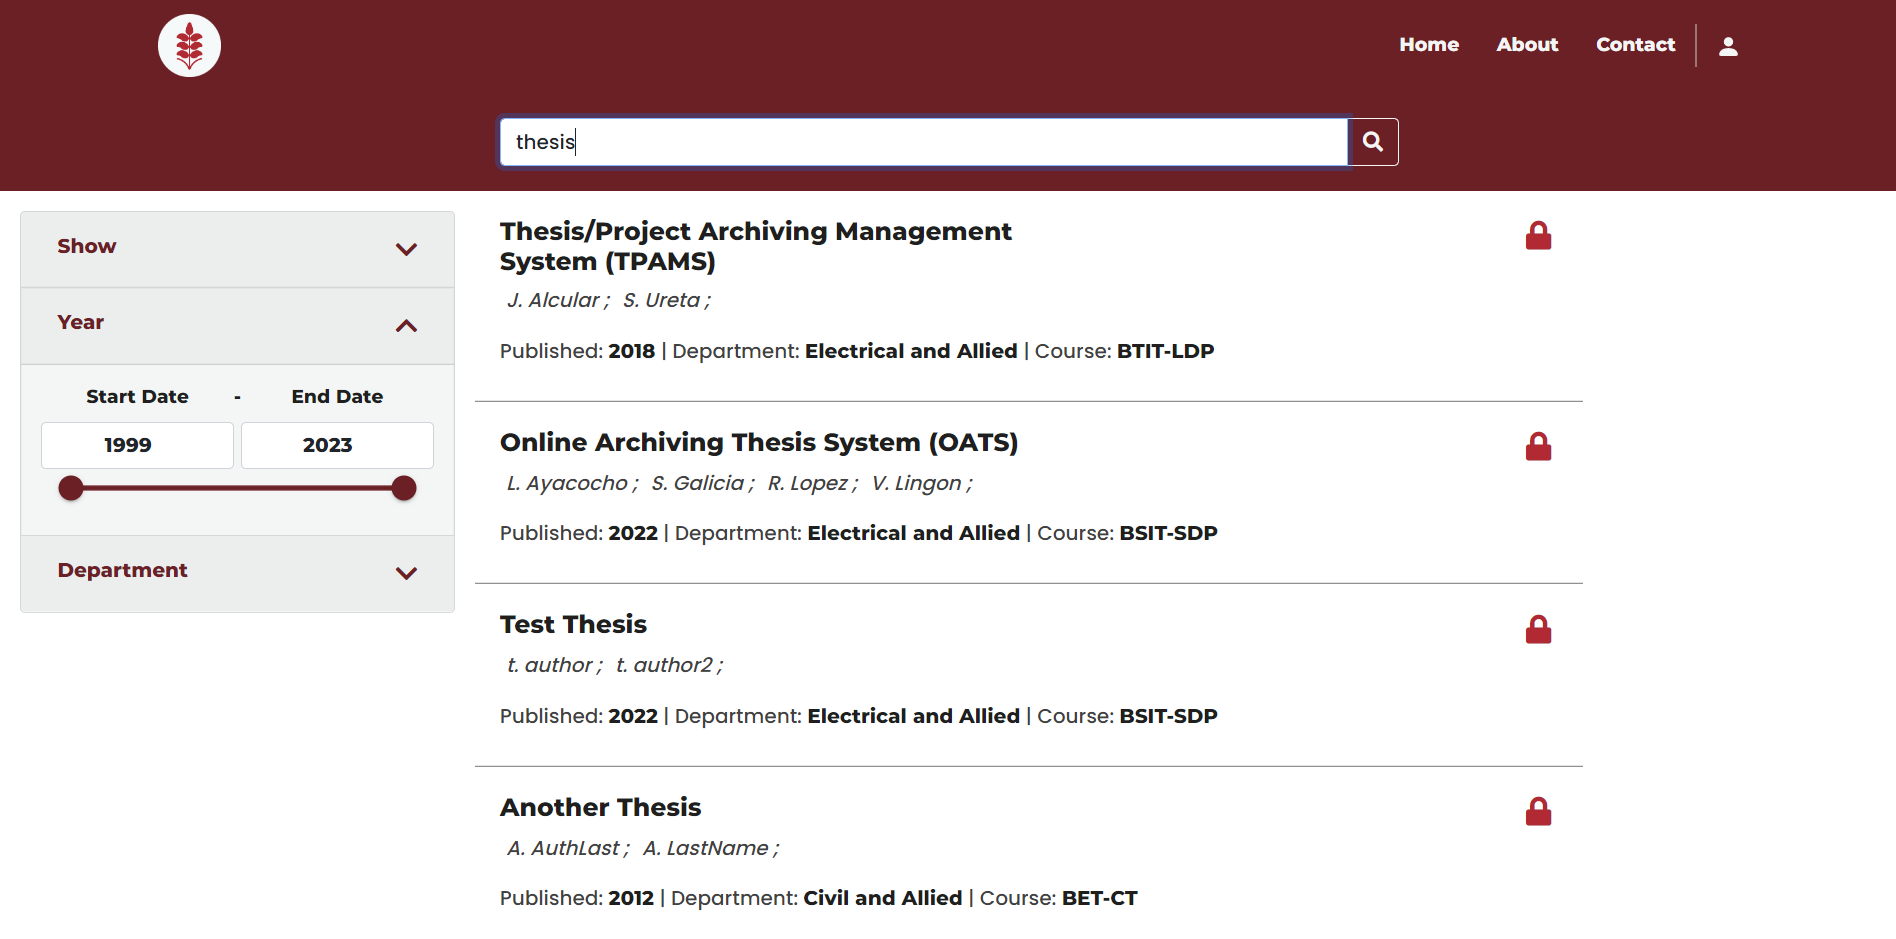 Home About Contact
thesis
Show
Year
Start Date - End Date
1999 2023
Department
Thesis/Project Archiving Management
System (TPAMS)
J. Alcular ; S. Ureta ;
Published: 2018 | Department: Electrical and Allied | Course: BTIT-LDP
Online Archiving Thesis System (OATS)
L. Ayacocho ; S. Galicia ; R. Lopez ; V. Lingon ;
Published: 2022 | Department: Electrical and Allied | Course: BSIT-SDP
Test Thesis
t. author ; t. author2 ;
Published: 2022 | Department: Electrical and Allied | Course: BSIT-SDP
Another Thesis
A. AuthLast ; A. LastName ;
Published: 2012 | Department: Civil and Allied | Course: BET-CT